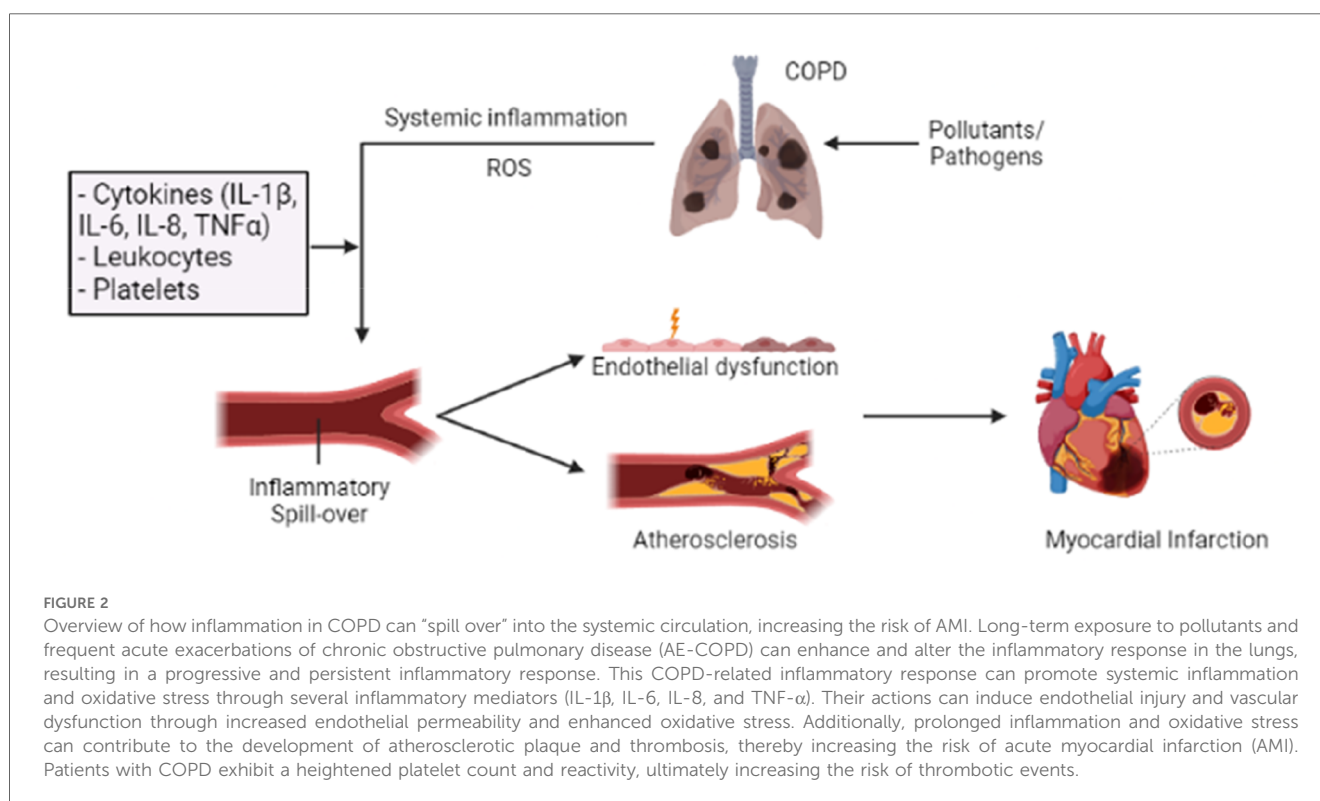 COPD
Systemic inflammation
ROS
Pollutants/
Pathogens
- Cytokines (IL-1β,
IL-6, IL-8, TNFα)
- Leukocytes
- Platelets
Endothelial dysfunction
Inflammatory
Spill-over
Atherosclerosis
Myocardial Infarction
FIGURE 2
Overview of how inflammation in COPD can “spill over” into the systemic circulation, increasing the risk of AMI. Long-term exposure to pollutants and
frequent acute exacerbations of chronic obstructive pulmonary disease (AE-COPD) can enhance and alter the inflammatory response in the lungs,
resulting in a progressive and persistent inflammatory response. This COPD-related inflammatory response can promote systemic inflammation
and oxidative stress through several inflammatory mediators (IL-1β, IL-6, IL-8, and TNF-α). Their actions can induce endothelial injury and vascular
dysfunction through increased endothelial permeability and enhanced oxidative stress. Additionally, prolonged inflammation and oxidative stress
can contribute to the development of atherosclerotic plaque and thrombosis, thereby increasing the risk of acute myocardial infarction (AMI).
Patients with COPD exhibit a heightened platelet count and reactivity, ultimately increasing the risk of thrombotic events.